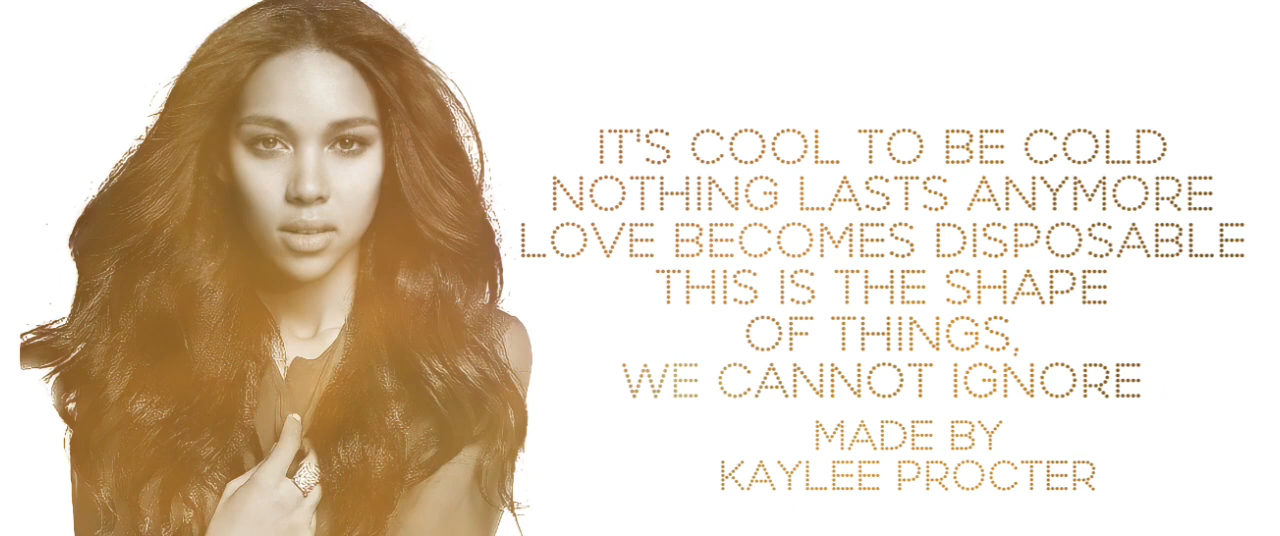 IT'S COOL TO BE COLD
NOTHING LASTS ANYMORE
LOVE BECOMES DISPOSABLE
THIS IS THE SHAPE
OF THINGS,
WE CANNOT IGNORE
MADE BY
KAYLEE PROCTER